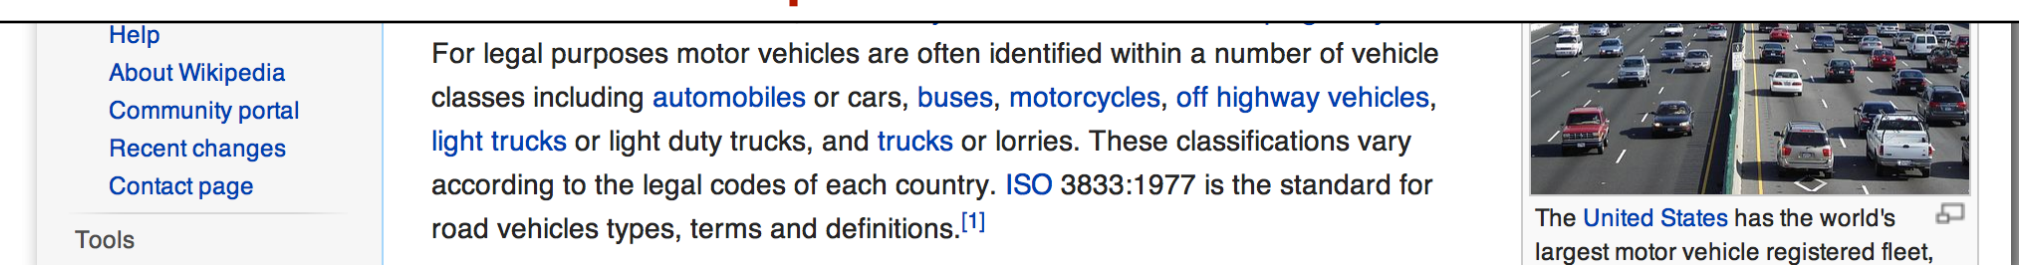 Help
About Wikipedia
Community portal
Recent changes
Contact page
Tools
For legal purposes motor vehicles are often identified within a number of vehicle
classes including automobiles or cars, buses, motorcycles, off highway vehicles,
light trucks or light duty trucks, and trucks or lorries. These classifications vary
according to the legal codes of each country. ISO 3833:1977 is the standard for
road vehicles types, terms and definitions.[1]
The United States has the world's
largest motor vehicle registered fleet,